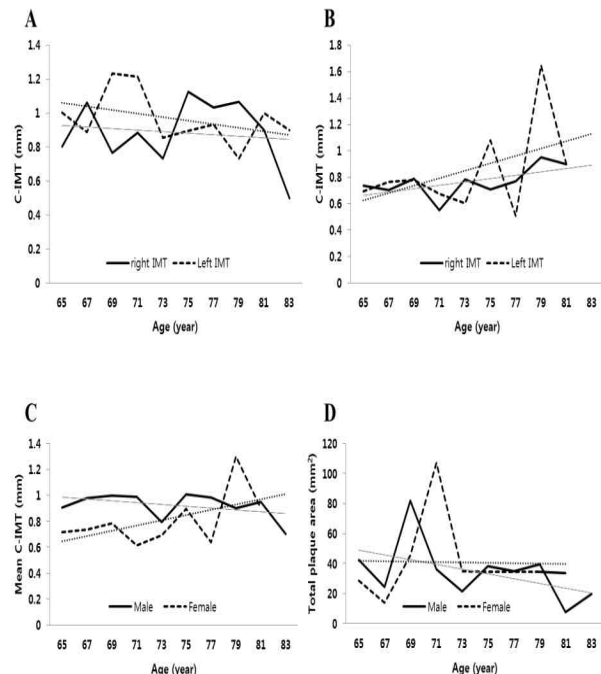 A
B
1.4
1.2
1
0.8
0.6
0.4
0.2
0
C-IMT (mm)
right IMT Left IMT
65 67 69 71 73 75 77 79 81 83
Age (year)
1.8
1.6
1.4
1.2
1
0.8
0.6
0.4
0.2
0
C-IMT (mm)
right IMT Left IMT
65 67 69 71 73 75 77 79 81 83
Age (year)
C
D
1.4
1.2
1
0.8
0.6
0.4
0.2
0
Mean C-IMT (mm)
Male Female
65 67 69 71 73 75 77 79 81 83
Age (year)
120
100
80
60
40
20
0
Total plaque area (mm²)
Male Female
65 67 69 71 73 75 77 79 81 83
Age (year)